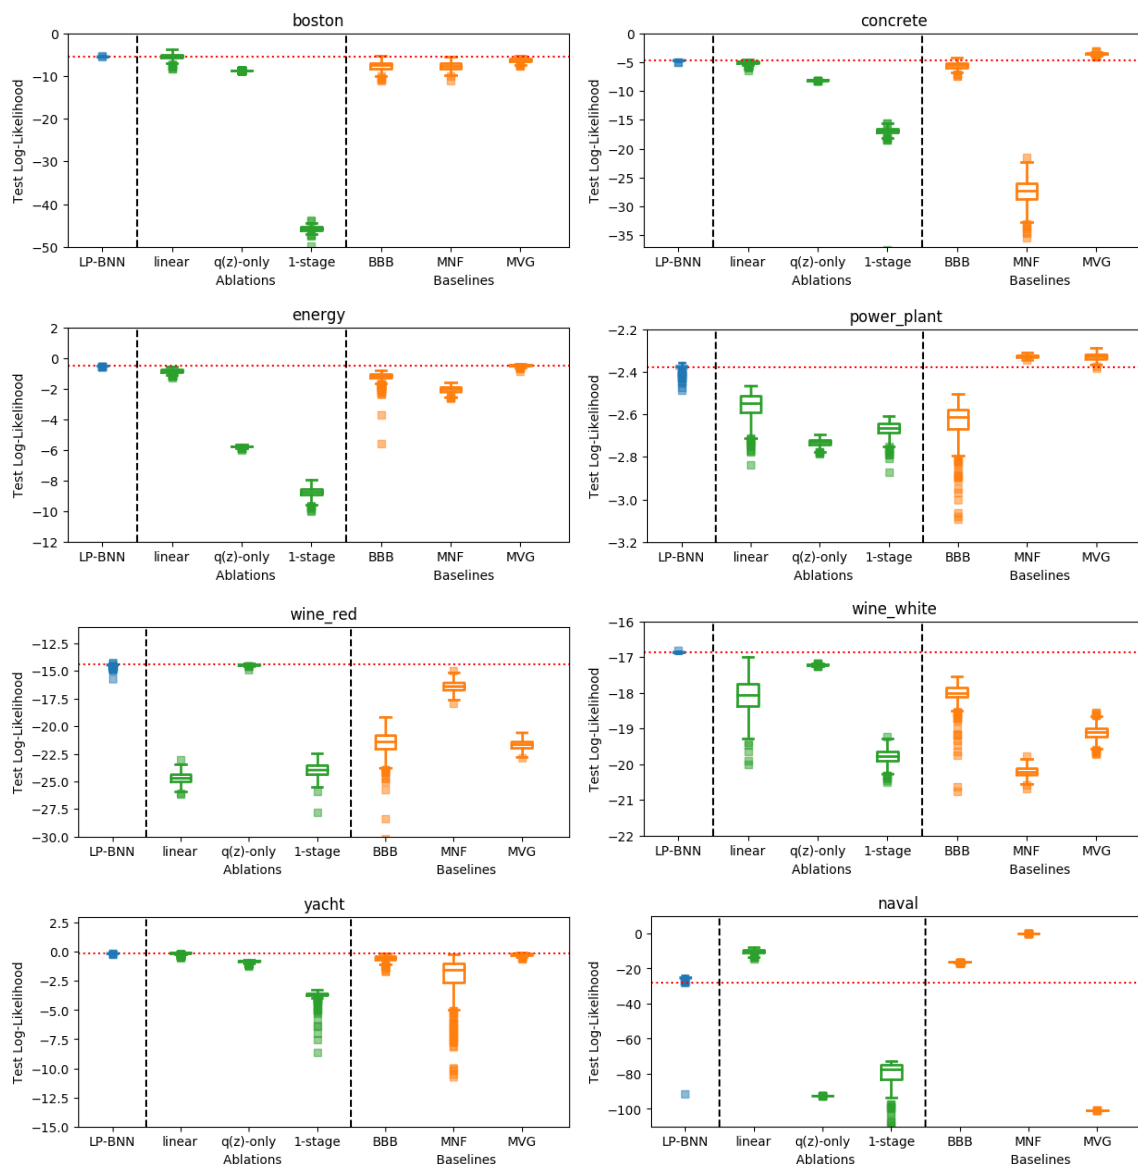 boston
Test Log-Likelihood
0
−10
−20
−30
−40
−50
LP-BNN linear q(z)-only 1-stage BBB MNF MVG
Ablations Baselines
concrete
Test Log-Likelihood
0
−5
−10
−15
−20
−25
−30
−35
LP-BNN linear q(z)-only 1-stage BBB MNF MVG
Ablations Baselines
energy
Test Log-Likelihood
2
0
−2
−4
−6
−8
−10
−12
LP-BNN linear q(z)-only 1-stage BBB MNF MVG
Ablations Baselines
power_plant
Test Log-Likelihood
−2.2
−2.4
−2.6
−2.8
−3.0
−3.2
LP-BNN linear q(z)-only 1-stage BBB MNF MVG
Ablations Baselines
wine_red
Test Log-Likelihood
−12.5
−15.0
−17.5
−20.0
−22.5
−25.0
−27.5
−30.0
LP-BNN linear q(z)-only 1-stage BBB MNF MVG
Ablations Baselines
wine_white
Test Log-Likelihood
−16
−17
−18
−19
−20
−21
−22
LP-BNN linear q(z)-only 1-stage BBB MNF MVG
Ablations Baselines
yacht
Test Log-Likelihood
2.5
0.0
−2.5
−5.0
−7.5
−10.0
−12.5
−15.0
LP-BNN linear q(z)-only 1-stage BBB MNF MVG
Ablations Baselines
naval
Test Log-Likelihood
0
−20
−40
−60
−80
−100
LP-BNN linear q(z)-only 1-stage BBB MNF MVG
Ablations Baselines